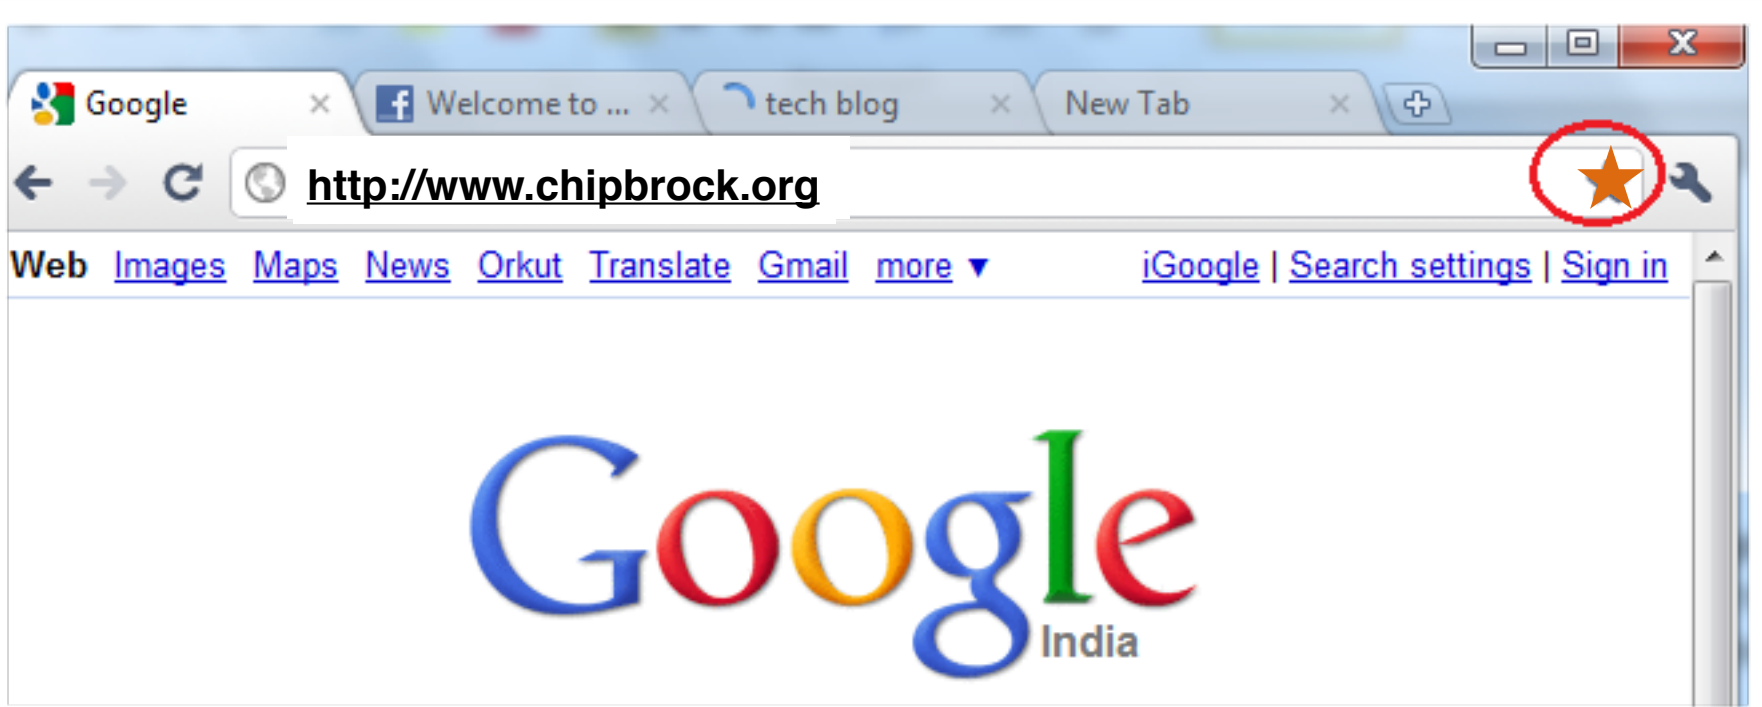 Google Welcome to ... tech blog New Tab
http://www.chipbrock.org
Web Images Maps News Orkut Translate Gmail more ▼ iGoogle | Search settings | Sign in
Google
India